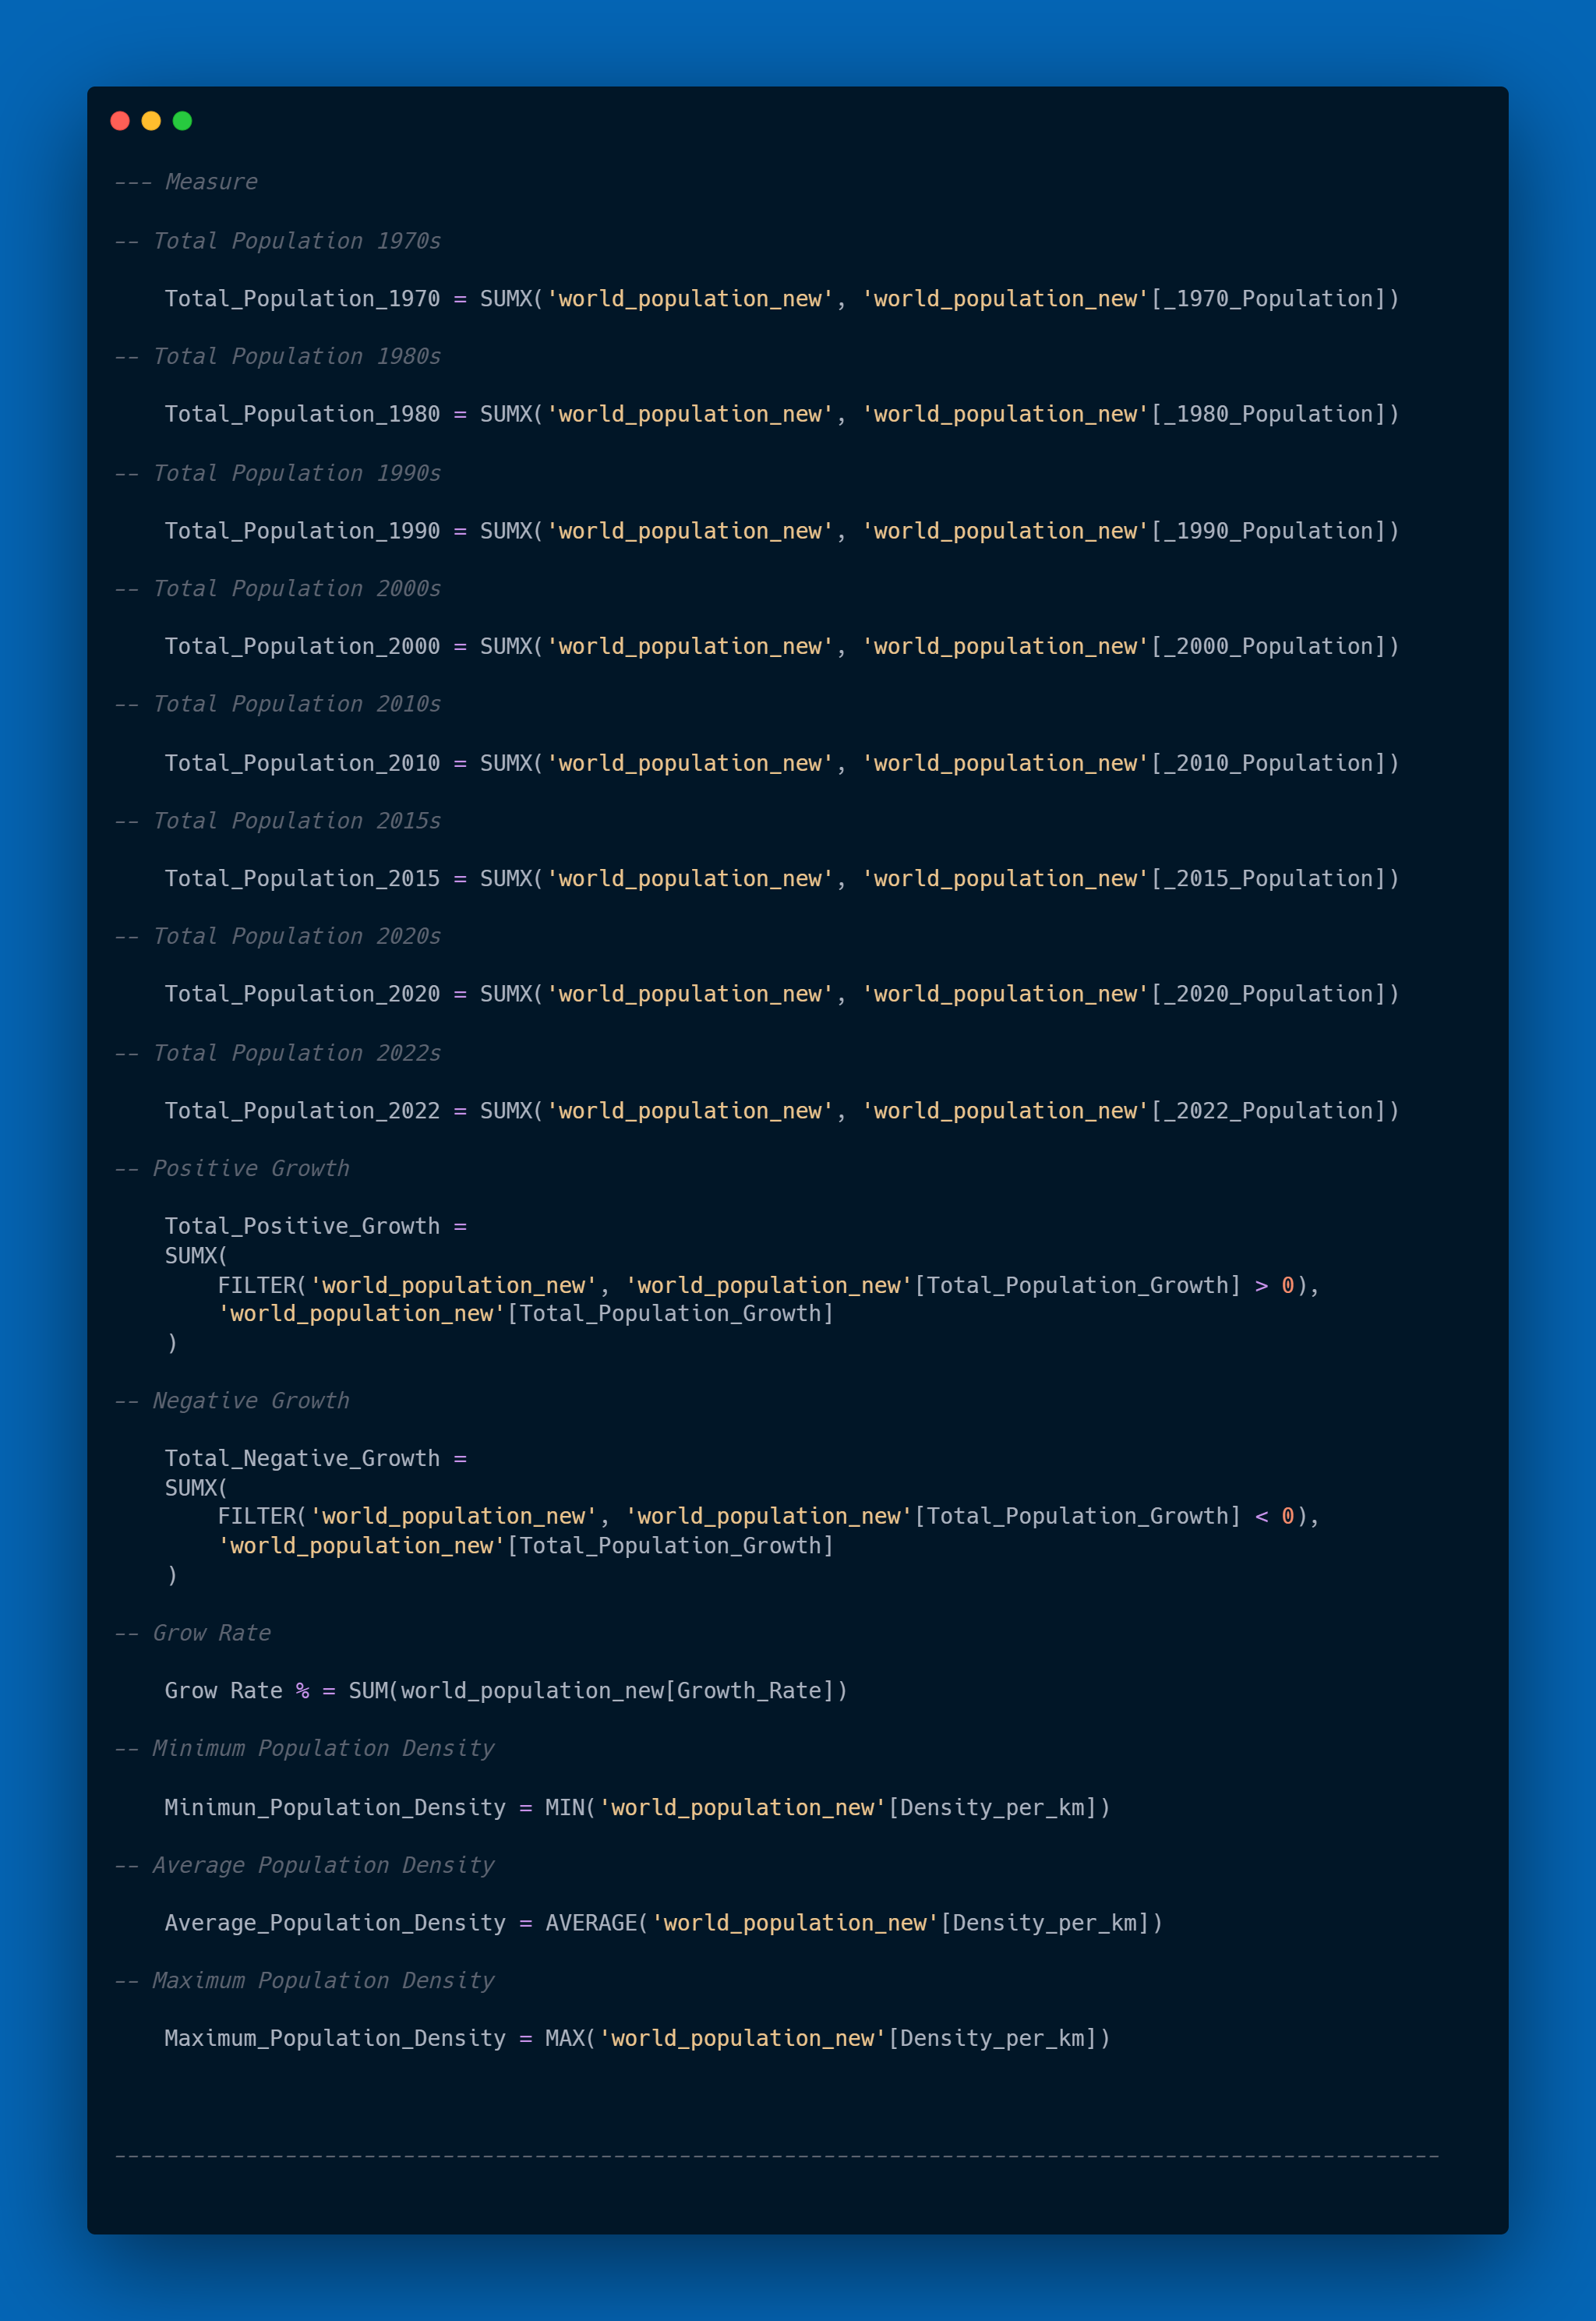 --- Measure
-- Total Population 1970s
Total_Population_1970 = SUMX('world_population_new', 'world_population_new'[_1970_Population])
-- Total Population 1980s
Total_Population_1980 = SUMX('world_population_new', 'world_population_new'[_1980_Population])
-- Total Population 1990s
Total_Population_1990 = SUMX('world_population_new', 'world_population_new'[_1990_Population])
-- Total Population 2000s
Total_Population_2000 = SUMX('world_population_new', 'world_population_new'[_2000_Population])
-- Total Population 2010s
Total_Population_2010 = SUMX('world_population_new', 'world_population_new'[_2010_Population])
-- Total Population 2015s
Total_Population_2015 = SUMX('world_population_new', 'world_population_new'[_2015_Population])
-- Total Population 2020s
Total_Population_2020 = SUMX('world_population_new', 'world_population_new'[_2020_Population])
-- Total Population 2022s
Total_Population_2022 = SUMX('world_population_new', 'world_population_new'[_2022_Population])
-- Positive Growth
Total_Positive_Growth =
SUMX(
FILTER('world_population_new', 'world_population_new'[Total_Population_Growth] > 0),
'world_population_new'[Total_Population_Growth]
)
-- Negative Growth
Total_Negative_Growth =
SUMX(
FILTER('world_population_new', 'world_population_new'[Total_Population_Growth] < 0),
'world_population_new'[Total_Population_Growth]
)
-- Grow Rate
Grow Rate % = SUM(world_population_new[Growth_Rate])
-- Minimum Population Density
Minimun_Population_Density = MIN('world_population_new'[Density_per_km])
-- Average Population Density
Average_Population_Density = AVERAGE('world_population_new'[Density_per_km])
-- Maximum Population Density
Maximum_Population_Density = MAX('world_population_new'[Density_per_km])
-----------------------------------------------------------------------------------------------------